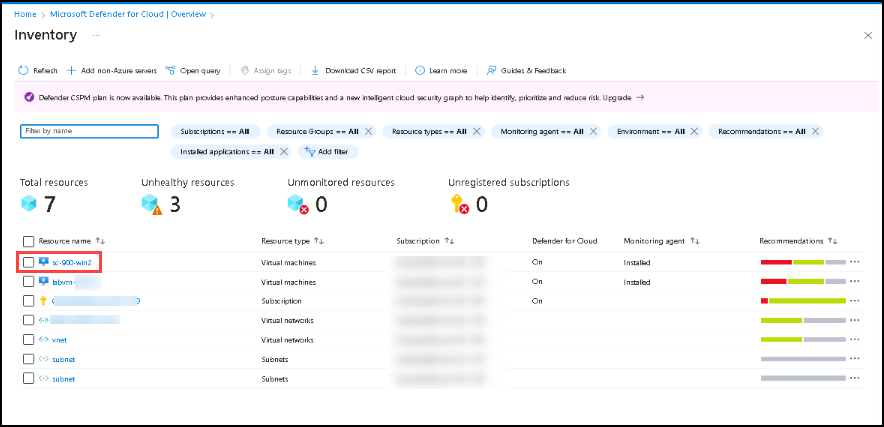 Home > Microsoft Defender for Cloud | Overview >
Inventory ...
Refresh Add non-Azure servers Open query Assign tags Download CSV report Learn more Guides & Feedback
Defender CSPM plan is now available. This plan provides enhanced posture capabilities and a new intelligent cloud security graph to help identify, prioritize and reduce risk. Upgrade →
Filter by name Subscriptions == All Resource Groups == All Resource types == All Monitoring agent == All Environment == All Recommendations == All
Installed applications == All Add filter
Total resources Unhealthy resources Unmonitored resources Unregistered subscriptions
7 3 0 0
Resource name ↑↓ Resource type ↑↓ Subscription ↑↓ Defender for Cloud Monitoring agent ↑↓ Recommendations ↑↓
sc-900-win2 Virtual machines On Installed ...
labvm- Virtual machines On Installed ...
3 Subscription On ...
Virtual networks ...
vnet Virtual networks ...
subnet Subnets ...
subnet Subnets ...